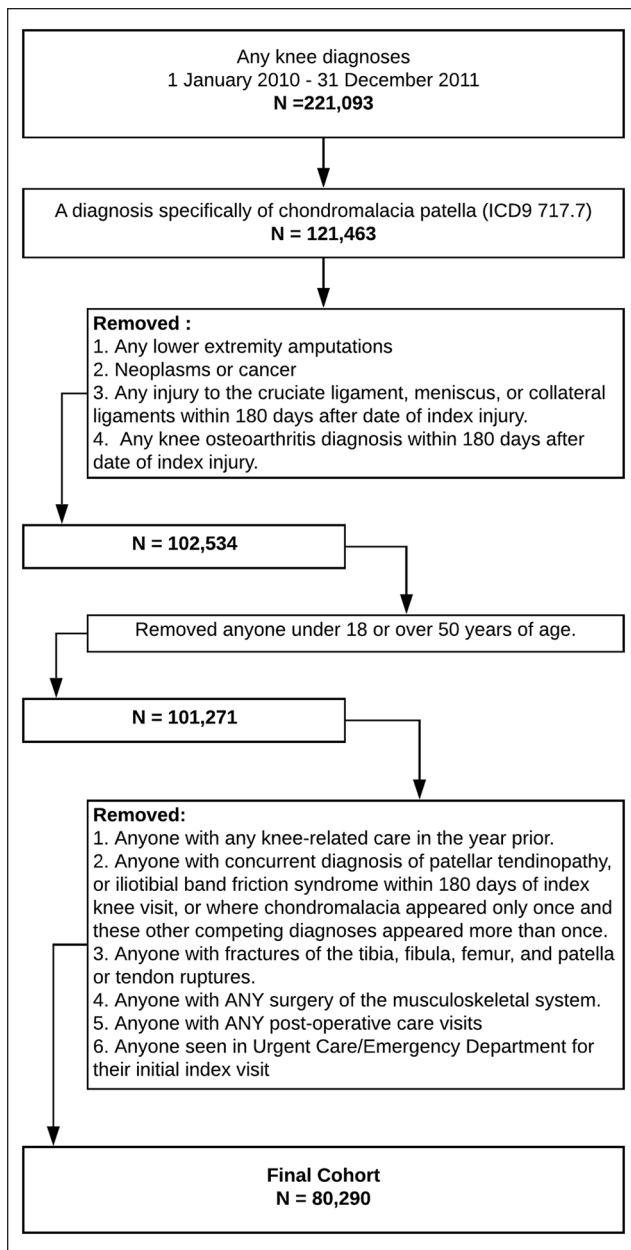 Any knee diagnoses
1 January 2010 - 31 December 2011
N =221,093
A diagnosis specifically of chondromalacia patella (ICD9 717.7)
N = 121,463
Removed :
1. Any lower extremity amputations
2. Neoplasms or cancer
3. Any injury to the cruciate ligament, meniscus, or collateral
ligaments within 180 days after date of index injury.
4.  Any knee osteoarthritis diagnosis within 180 days after
date of index injury.
N = 102,534
Removed anyone under 18 or over 50 years of age.
N = 101,271
Removed:
1. Anyone with any knee-related care in the year prior.
2. Anyone with concurrent diagnosis of patellar tendinopathy,
or iliotibial band friction syndrome within 180 days of index
knee visit, or where chondromalacia appeared only once and
these other competing diagnoses appeared more than once.
3. Anyone with fractures of the tibia, fibula, femur, and patella
or tendon ruptures.
4. Anyone with ANY surgery of the musculoskeletal system.
5. Anyone with ANY post-operative care visits
6. Anyone seen in Urgent Care/Emergency Department for
their initial index visit
Final Cohort
N = 80,290